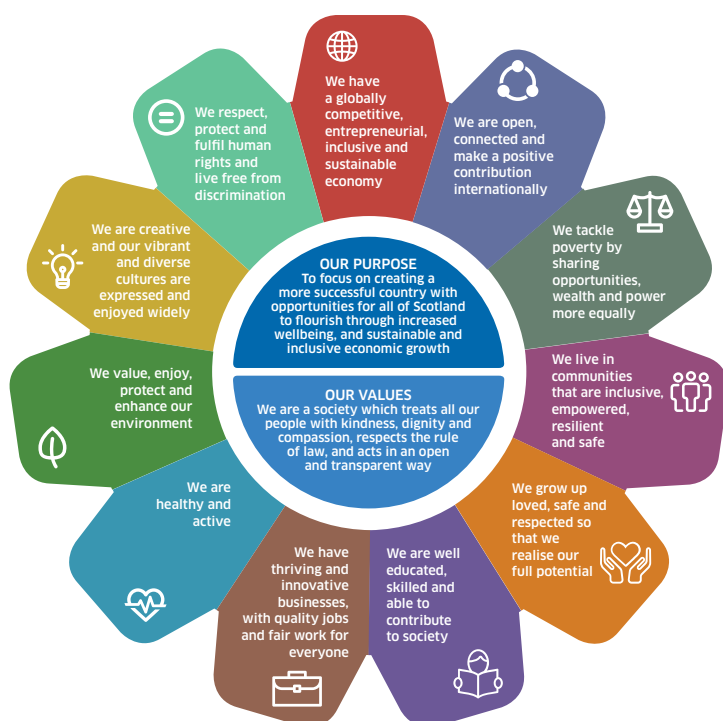 We have
a globally
competitive,
entrepreneurial,
inclusive and
sustainable
economy
We are open,
connected and
make a positive
contribution
internationally
We tackle
poverty by
sharing
opportunities,
wealth and power
more equally
We live in
communities
that are inclusive,
empowered,
resilient
and safe
We grow up
loved, safe and
respected so
that we
realise our
full potential
We are well
educated,
skilled and
able to
contribute
to society
We have
thriving and
innovative
businesses,
with quality jobs
and fair work for
everyone
We are
healthy and
active
We value, enjoy,
protect and
enhance our
environment
We are creative
and our vibrant
and diverse
cultures are
expressed and
enjoyed widely
We respect,
protect and
fulfil human
rights and
live free from
discrimination
OUR PURPOSE
To focus on creating a
more successful country with
opportunities for all of Scotland
to flourish through increased
wellbeing, and sustainable and
inclusive economic growth
OUR VALUES
We are a society which treats all our
people with kindness, dignity and
compassion, respects the rule
of law, and acts in an open
and transparent way